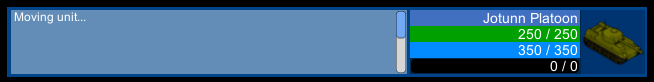 Moving unit...
Jotunn Platoon
250 / 250
350 / 350
0 / 0